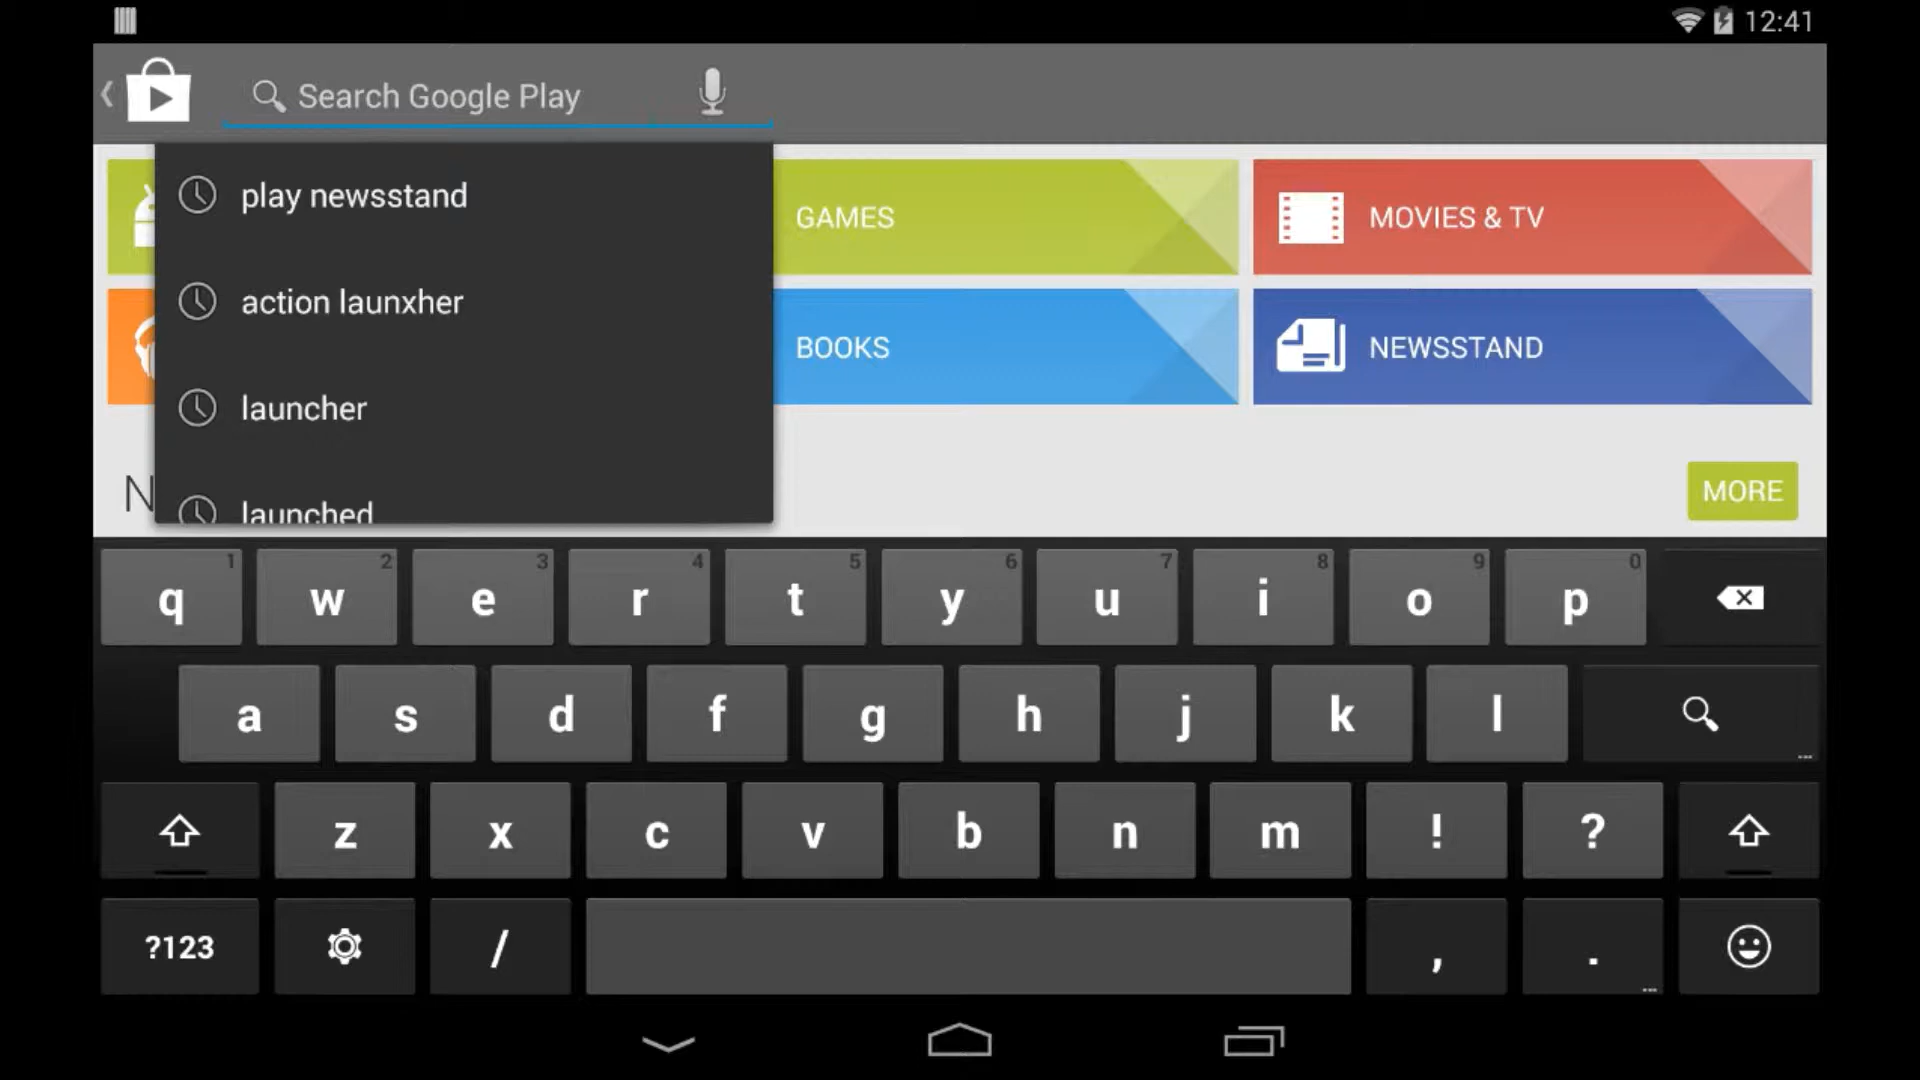 12:41
Search Google Play
play newsstand
action launxher
launcher
launched
GAMES
MOVIES & TV
BOOKS
NEWSSTAND
N
MORE
q 1 w 2 e 3 r 4 t 5 y 6 u 7 i 8 o 9 p 0
a s d f g h j k l
z x c v b n m ! ?
?123 / , .